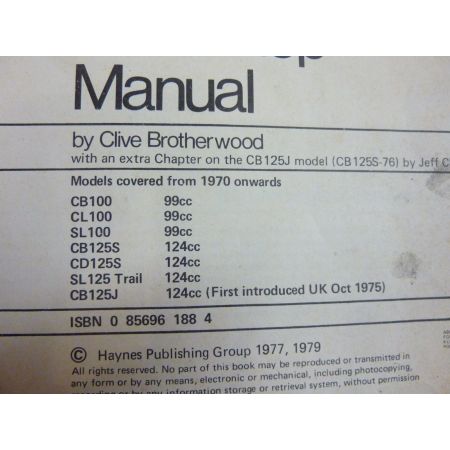 Manual
by Clive Brotherwood
with an extra Chapter on the CB125J model (CB125S-76) by Jeff
Models covered from 1970 onwards
CB100 99cc
CL100 99cc
SL100 99cc
CB125S 124cc
CD125S 124cc
SL125 Trail 124cc
CB125J 124cc (First introduced UK Oct 1975)
ISBN 0 85696 188 4
© Haynes Publishing Group 1977, 1979
All rights reserved. No part of this book may be reproduced or transmitted in
any form or by any means, electronic or mechanical, including photocopying,
recording or by any information storage or retrieval system, without permission